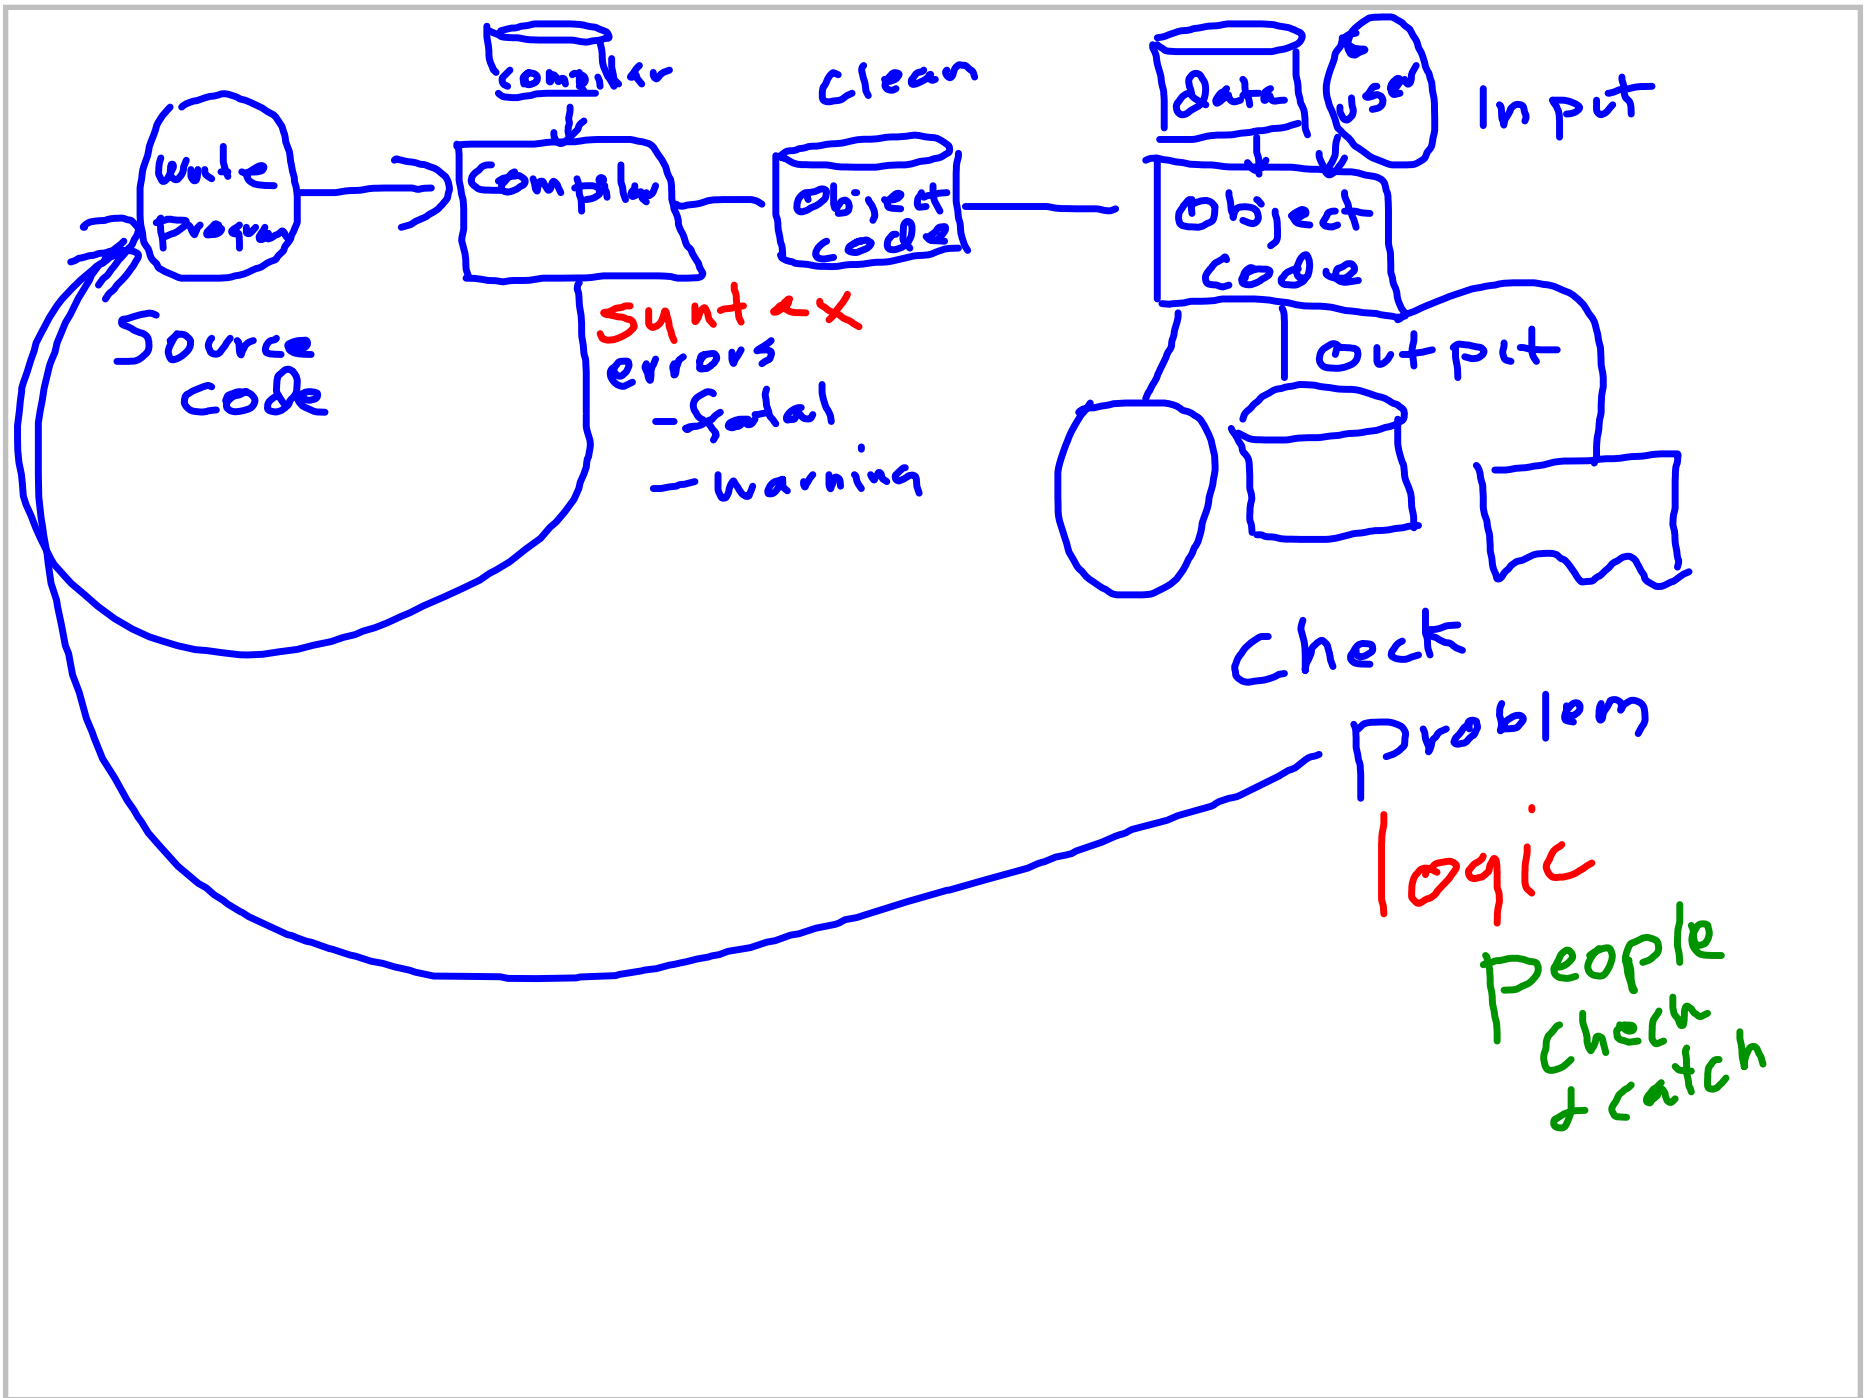 write
program
Source
code
compiler
Compiler
syntax
errors
- fatal
- warning
Clean
object
code
data
user
Input
Object
code
output
Check
problem
logic
people
check
+ catch